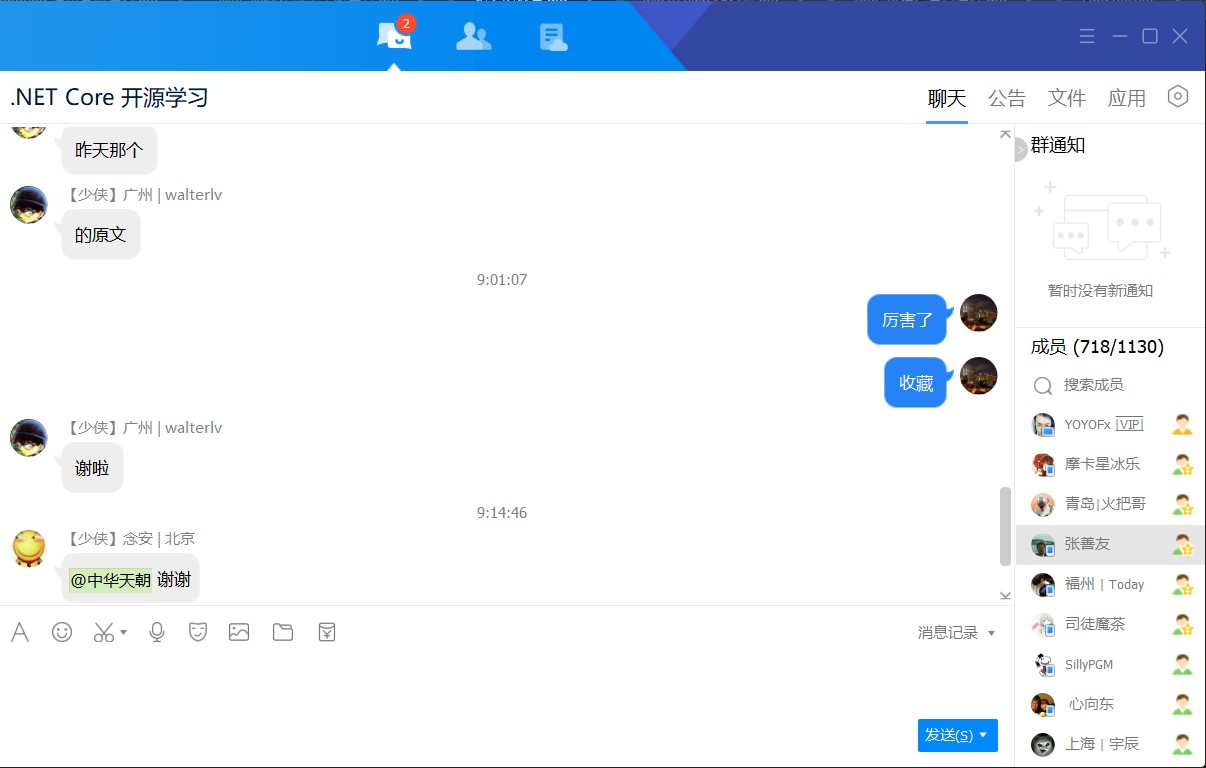 2
.NET Core 开源学习
聊天 公告 文件 应用
昨天那个
【少侠】广州 | walterlv
的原文
9:01:07
厉害了
收藏
【少侠】广州 | walterlv
谢啦
9:14:46
【少侠】念安 | 北京
@中华天朝 谢谢
消息记录
发送(S)
群通知
暂时没有新通知
成员 (718/1130)
搜索成员
YOYOFx |VIP|
摩卡星冰乐
青岛|火把哥
张善友
福州 | Today
司徒魔茶
SillyPGM
心向东
上海 | 宇辰